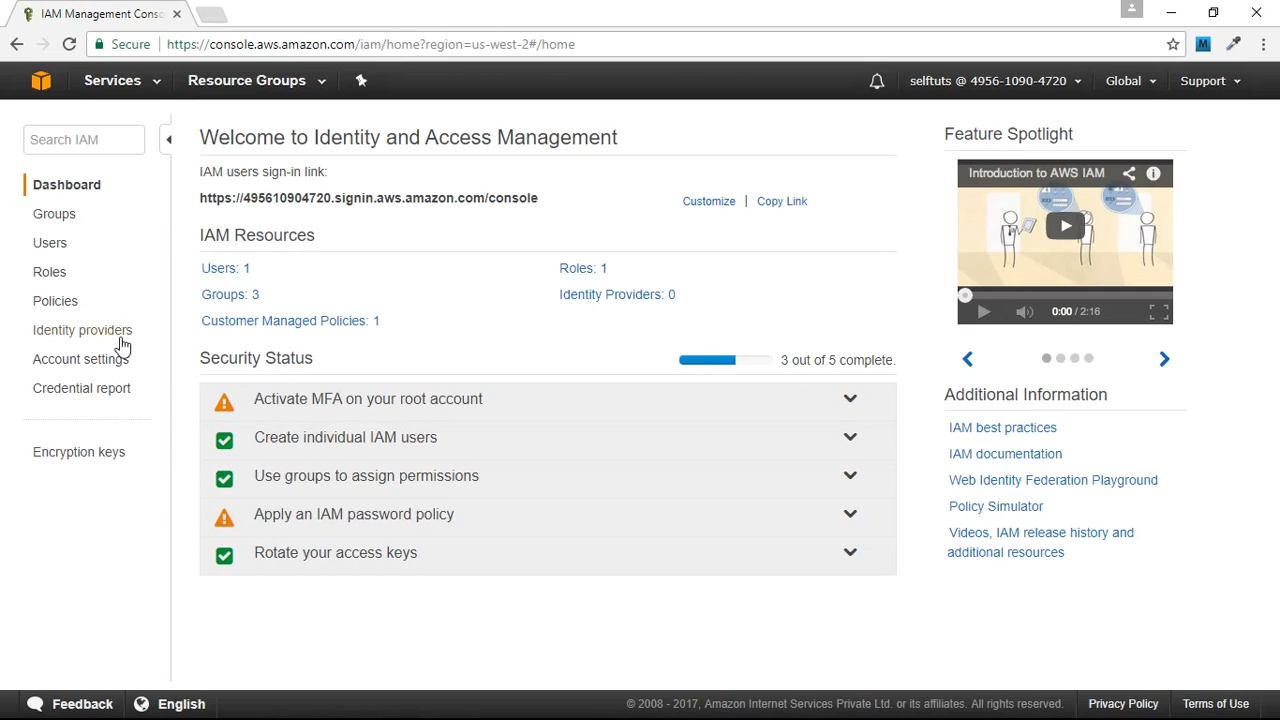 IAM Management Conso
Secure https://console.aws.amazon.com/iam/home?region=us-west-2#/home
M
Services Resource Groups selftuts @ 4956-1090-4720 Global Support
Search IAM
Dashboard
Groups
Users
Roles
Policies
Identity providers
Account settings
Credential report
Encryption keys
Welcome to Identity and Access Management
IAM users sign-in link:
https://495610904720.signin.aws.amazon.com/console Customize | Copy Link
IAM Resources
Users: 1 Roles: 1
Groups: 3 Identity Providers: 0
Customer Managed Policies: 1
Security Status 3 out of 5 complete.
Activate MFA on your root account
Create individual IAM users
Use groups to assign permissions
Apply an IAM password policy
Rotate your access keys
Feature Spotlight
Introduction to AWS IAM
0:00 / 2:16
Additional Information
IAM best practices
IAM documentation
Web Identity Federation Playground
Policy Simulator
Videos, IAM release history and
additional resources
Feedback English © 2008 - 2017, Amazon Internet Services Private Ltd. or its affiliates. All rights reserved. Privacy Policy Terms of Use